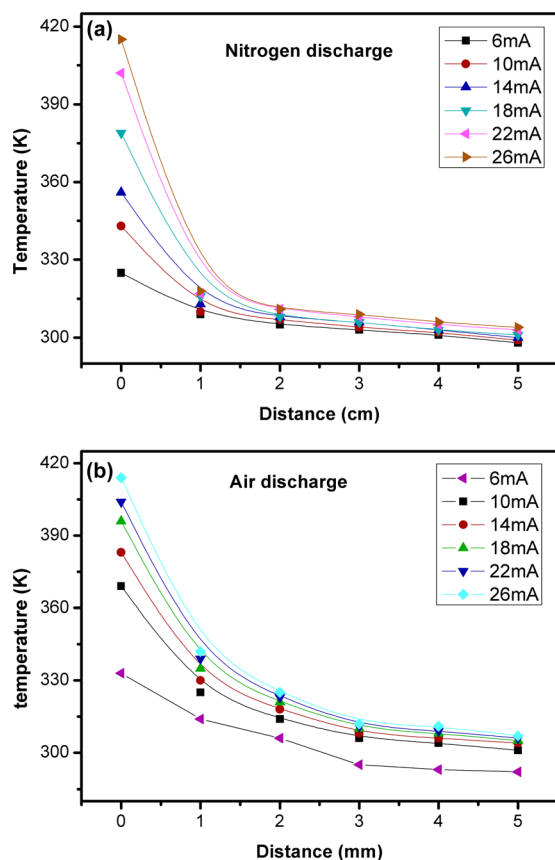 (a)
Nitrogen discharge
6mA
10mA
14mA
18mA
22mA
26mA
Temperature (K)
420
390
360
330
300
0 1 2 3 4 5
Distance (cm)
(b)
Air discharge
6mA
10mA
14mA
18mA
22mA
26mA
temperature (K)
420
390
360
330
300
0 1 2 3 4 5
Distance (mm)